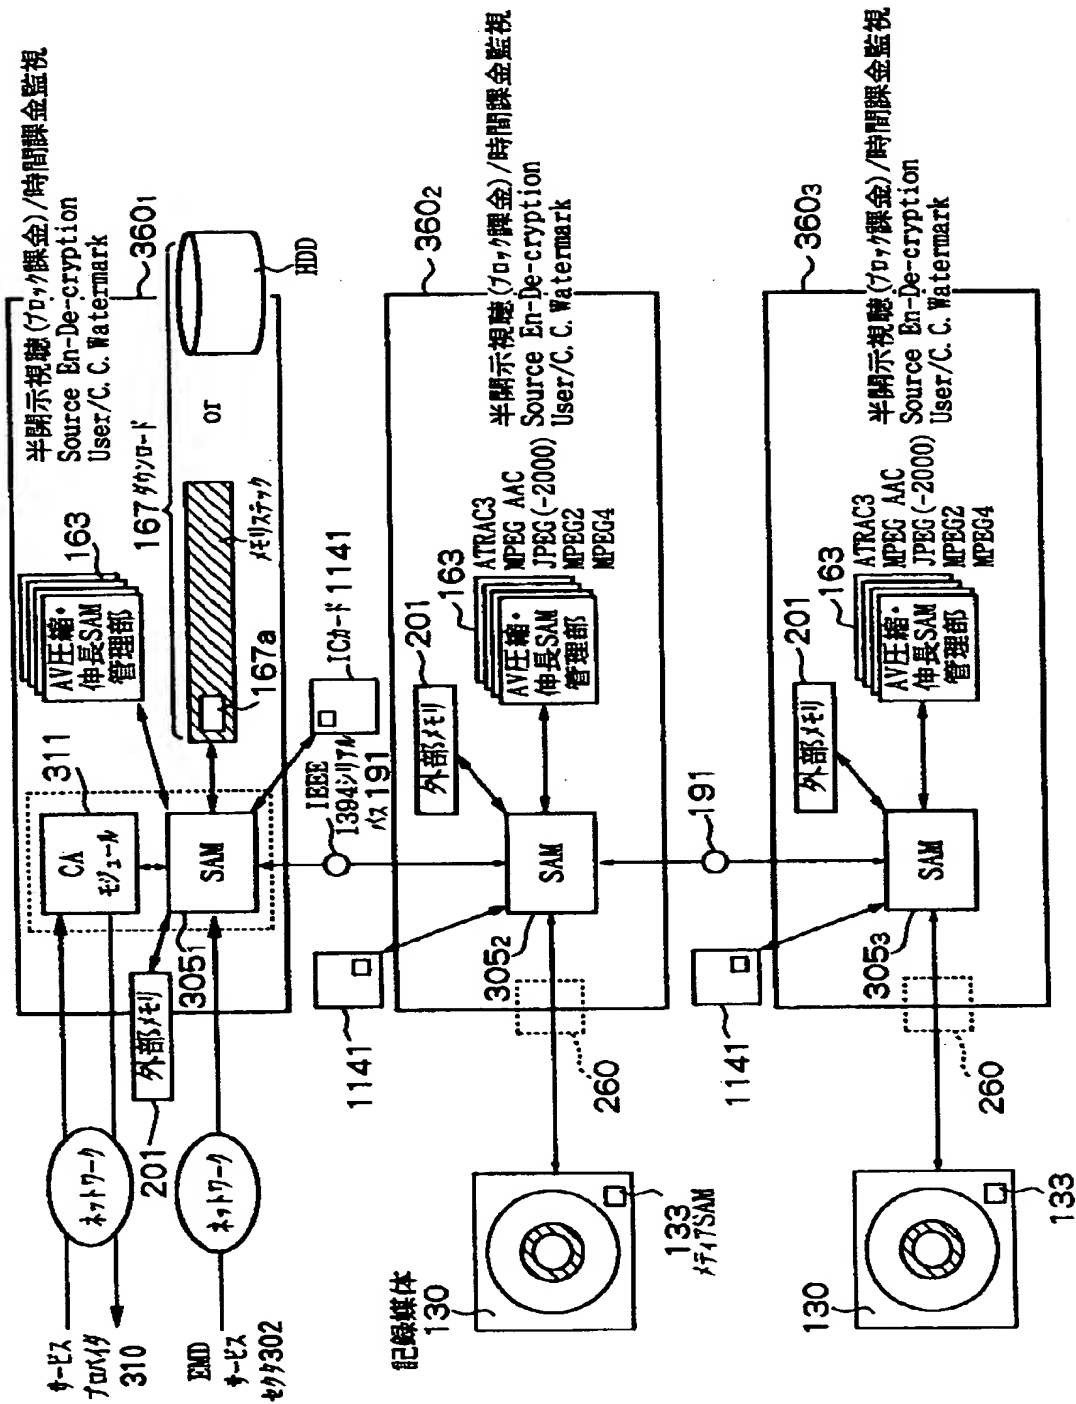 サービス
プロバイダ
310
EMD
サービス
セクタ302
ネットワーク
ネットワーク
201
外部メモリ
CA
モジュール
311
SAM
305₁
AV圧縮・
伸長SAM
管理部
163
半開示視聴(ブロック課金)/時間課金監視
Source En-De-cryption
User/C.C.Watermark
360₁
167ダウンロード
メモリステック
167a
or
HDD
ICカード1141
IEEE
1394シリアル
バス191
記録媒体
130
133
メディアSAM
260
1141
305₂
SAM
外部メモリ
201
AV圧縮・
伸長SAM
管理部
163
ATRAC3
MPEG AAC
JPEG(-2000)
MPEG2
MPEG4
半開示視聴(ブロック課金)/時間課金監視
Source En-De-cryption
User/C.C.Watermark
360₂
191
130
133
260
1141
305₃
SAM
外部メモリ
201
AV圧縮・
伸長SAM
管理部
163
ATRAC3
MPEG AAC
JPEG(-2000)
MPEG2
MPEG4
半開示視聴(ブロック課金)/時間課金監視
Source En-De-cryption
User/C.C.Watermark
360₃